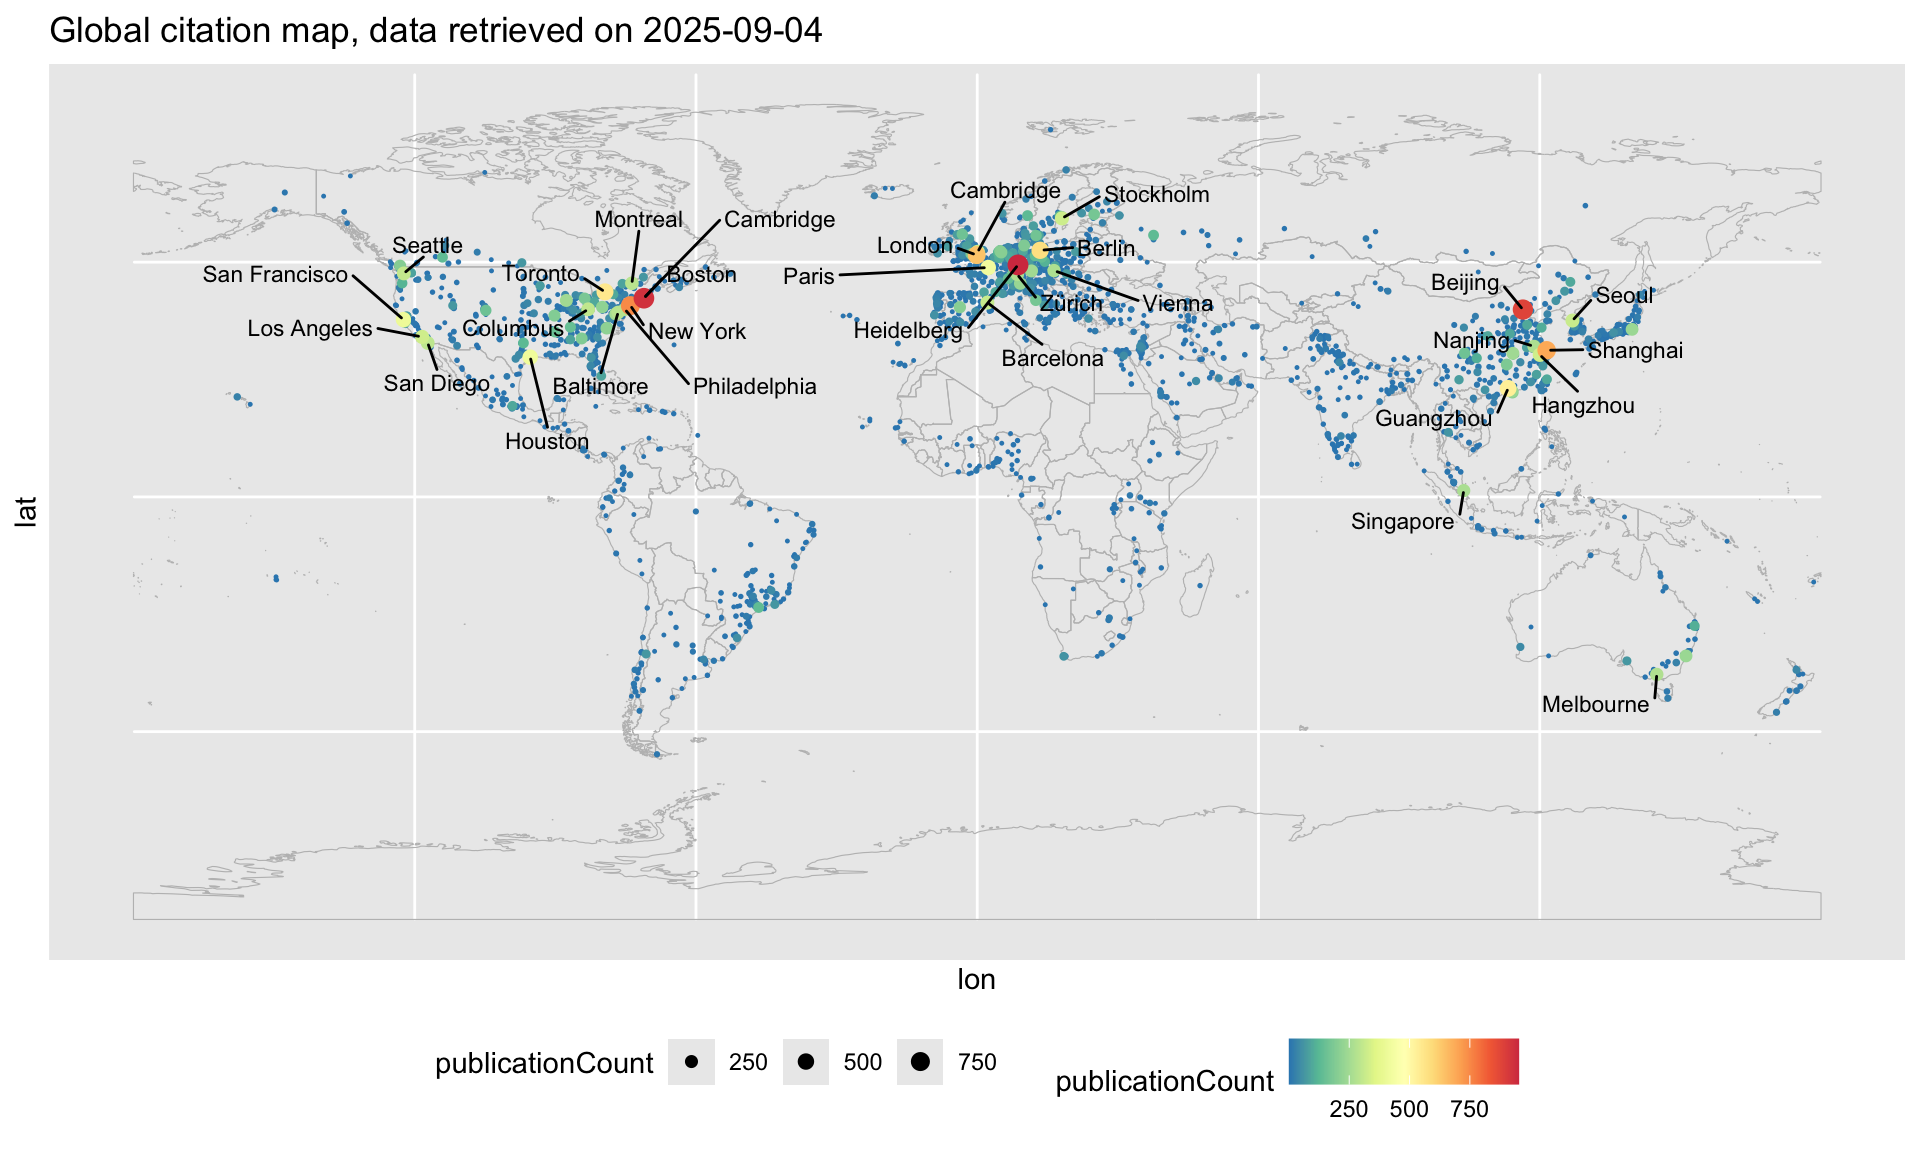 Global citation map, data retrieved on 2025-09-04
Cambridge
Stockholm
Montreal
Cambridge
Seattle
London
Berlin
San Francisco
Toronto
Boston
Paris
Beijing
Seoul
Zürich
Vienna
Los Angeles
Columbus
New York
Heidelberg
Nanjing
Shanghai
Barcelona
San Diego
Baltimore
Philadelphia
Hangzhou
Guangzhou
Houston
Singapore
Melbourne
lat
lon
publicationCount
250
500
750
publicationCount
250
500
750